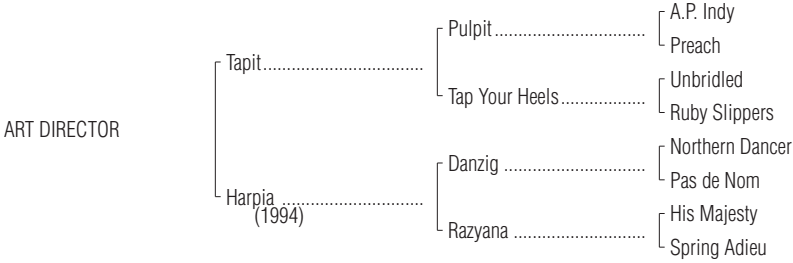 A.P. Indy
Pulpit................................
Preach
Tapit..................................
Unbridled
Tap Your Heels..................
Ruby Slippers
ART DIRECTOR
Northern Dancer
Danzig ..............................
Pas de Nom
Harpia ..............................
(1994)
His Majesty
Razyana ............................
Spring Adieu